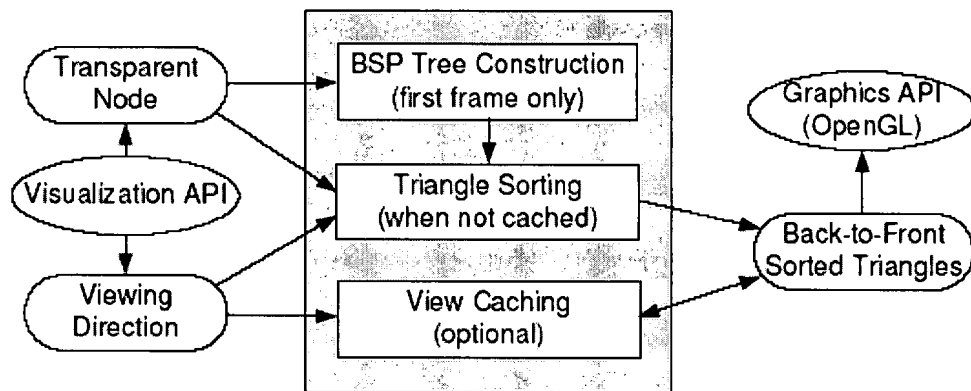 Transparent
Node
Visualization API
Viewing
Direction
BSP Tree Construction
(first frame only)
Triangle Sorting
(when not cached)
View Caching
(optional)
Graphics API
(OpenGL)
Back-to-Front
Sorted Triangles